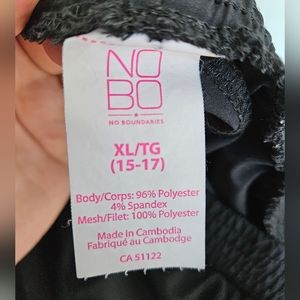 NO
BO
NO BOUNDARIES
XL/TG
(15-17)
Body/Corps: 96% Polyester
4% Spandex
Mesh/Filet: 100% Polyester
Made in Cambodia
Fabriqué au Cambodge
CA 51122